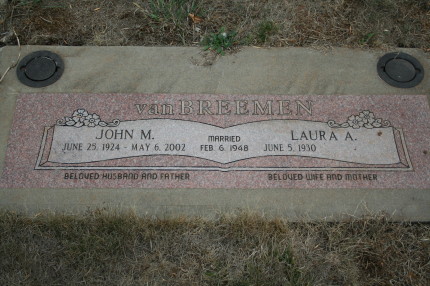 vanBREEMEN
JOHN M.
JUNE 25, 1924 - MAY 6, 2002
BELOVED HUSBAND AND FATHER
MARRIED
FEB 6 1948
LAURA A.
JUNE 5, 1930
BELOVED WIFE AND MOTHER